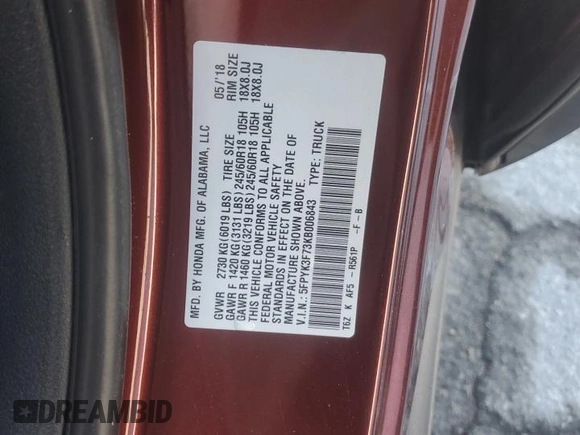 MFD. BY HONDA MFG. OF ALABAMA, LLC 05/'18
GVWR 2730 KG(6019 LBS) TIRE SIZE RIM SIZE
GAWR F 1420 KG(3131 LBS) 245/60R18 105H 18X8.0J
GAWR R 1460 KG(3219 LBS) 245/60R18 105H 18X8.0J
THIS VEHICLE CONFORMS TO ALL APPLICABLE
FEDERAL MOTOR VEHICLE SAFETY
STANDARDS IN EFFECT ON THE DATE OF
MANUFACTURE SHOWN ABOVE.
V.I.N.: 5FPYK3F73KB006843 TYPE: TRUCK
T6Z K AF5 - R561P -F - B
DREAMBID